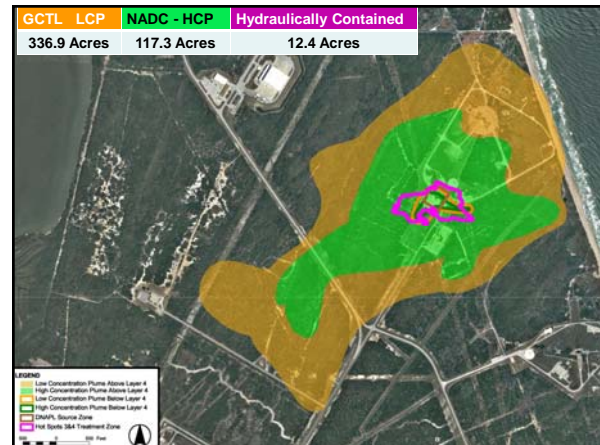 GCTL LCP NADC - HCP Hydraulically Contained
336.9 Acres 117.3 Acres 12.4 Acres
LEGEND
Low Concentration Plume Above Layer 4
High Concentration Plume Above Layer 4
Low Concentration Plume Below Layer 4
High Concentration Plume Below Layer 4
DNAPL Source Zone
Hot Spots 3&4 Treatment Zone